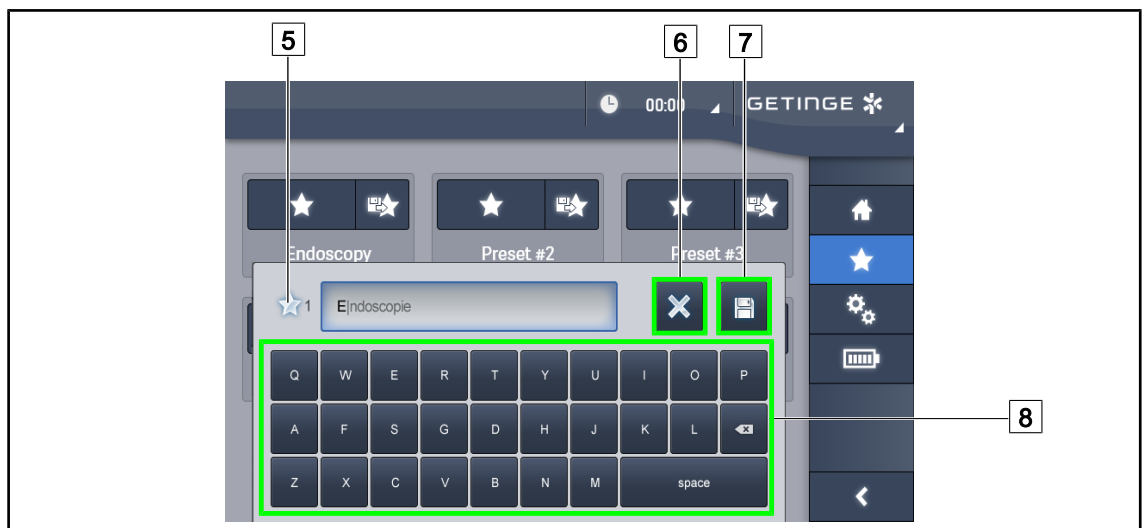 5 6 7
00:00 GETINGE
Endoscopy Preset #2 Preset #3
1 Endoscopie
Q W E R T Y U I O P
A F S G D H J K L
8
Z X C V B N M space